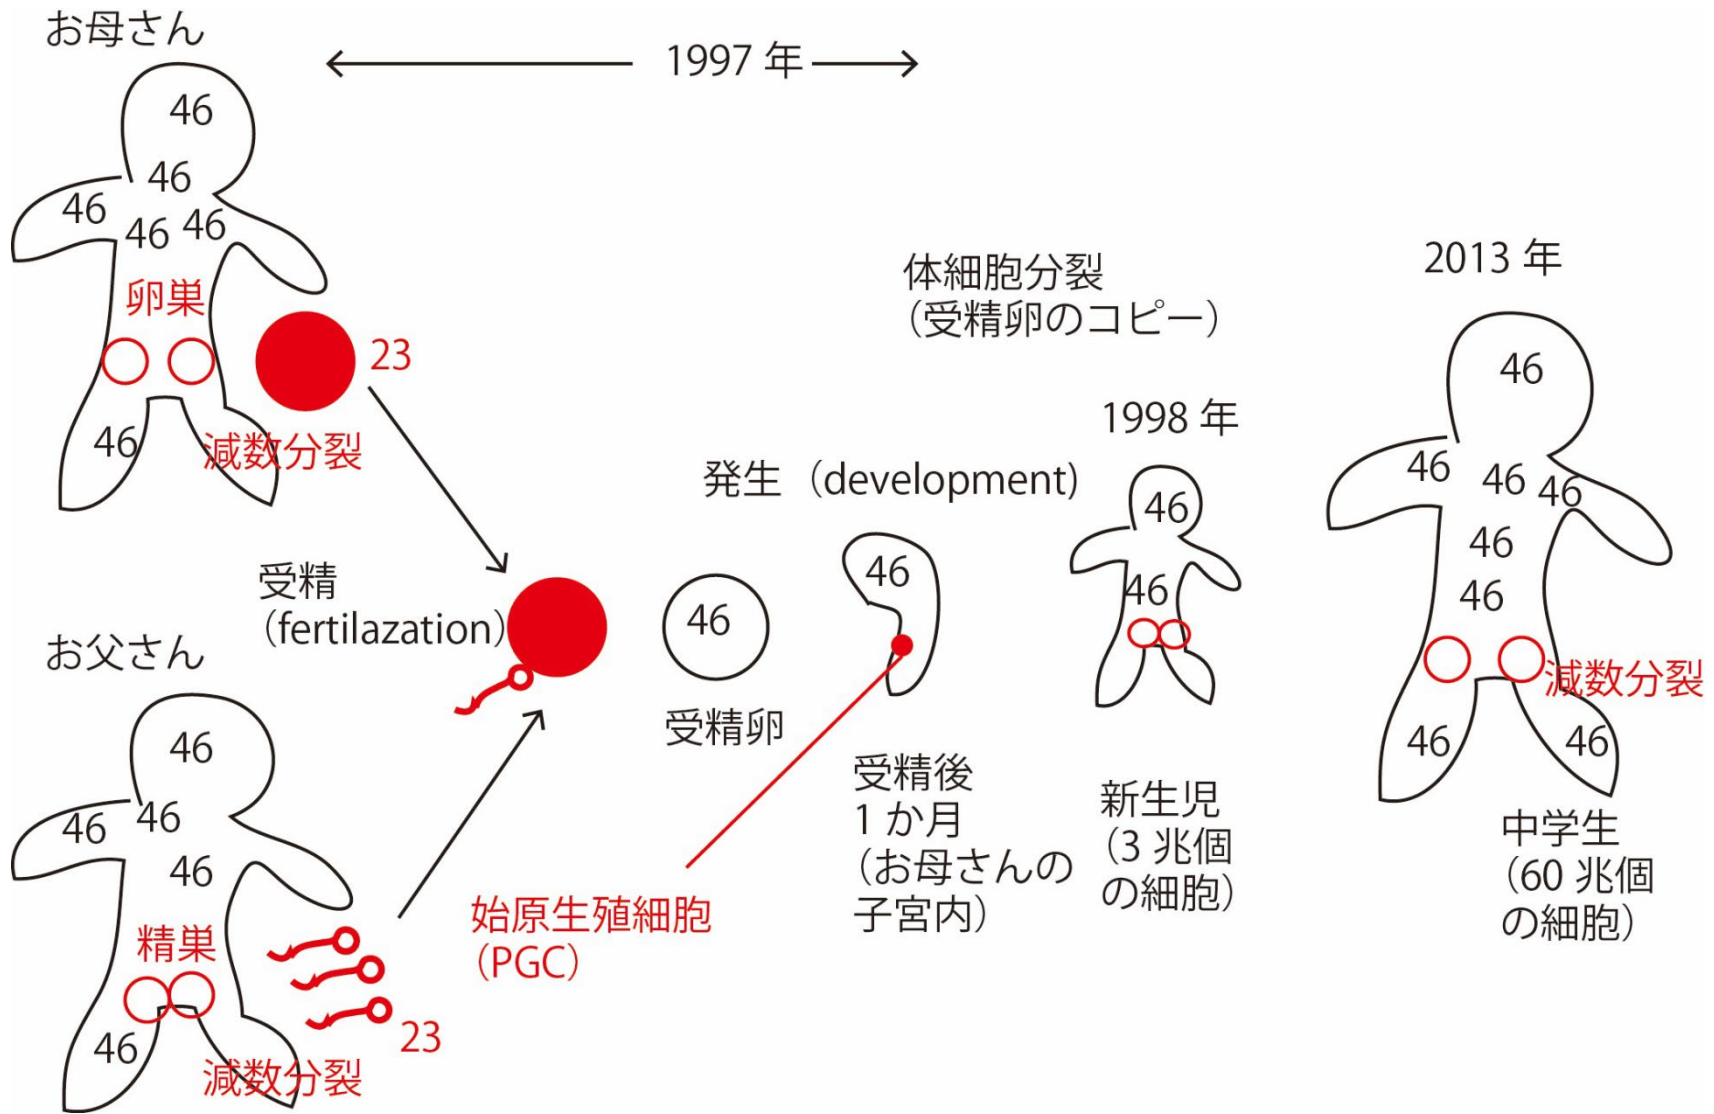 お母さん
1997 年
46
46
46
46
46
卵巣
23
46
減数分裂
受精
(fertilazation)
お父さん
46
46
46
46
精巣
23
46
減数分裂
46
受精卵
始原生殖細胞
(PGC)
発生（development)
46
受精後
1 か月
（お母さんの
子宮内）
体細胞分裂
（受精卵のコピー）
1998 年
46
46
新生児
（3 兆個
の細胞）
2013 年
46
46
46
46
46
46
減数分裂
46
46
中学生
（60 兆個
の細胞）